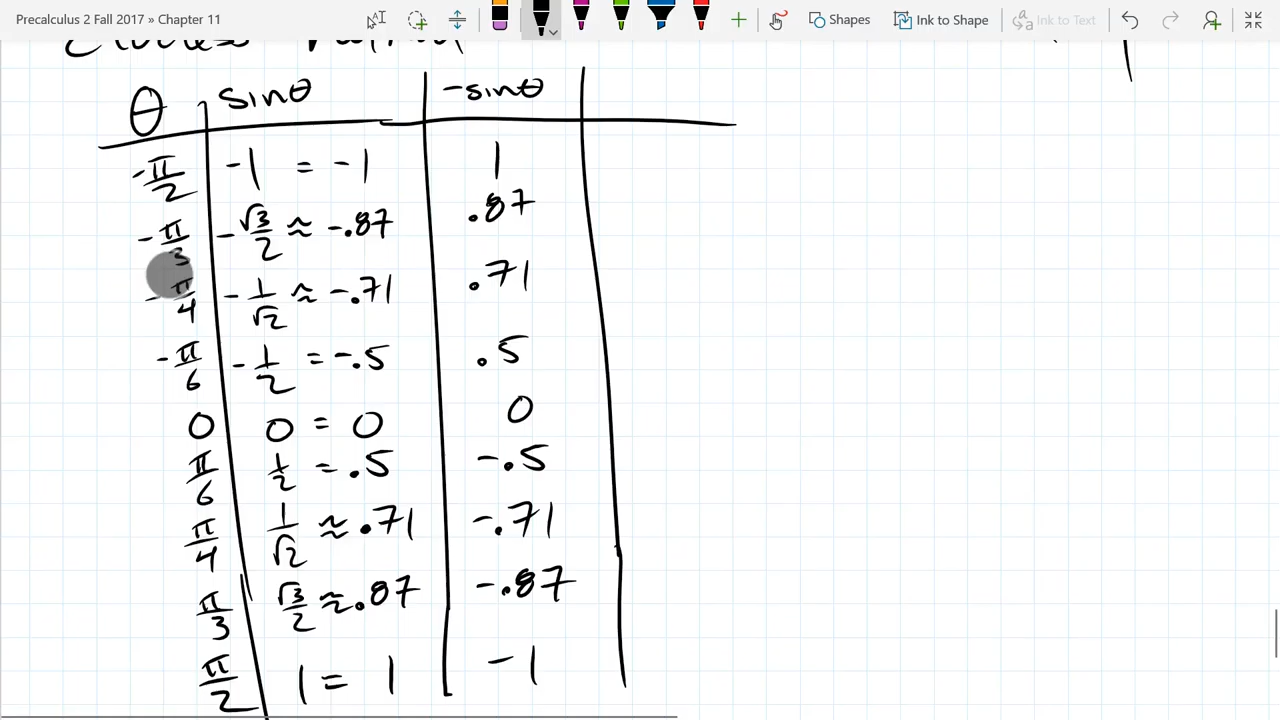 Precalculus 2 Fall 2017 » Chapter 11
Shapes
Ink to Shape
Ink to Text
θ sinθ -sinθ
-π/2 -1 = -1 1
-π/3 -√3/2 ≈ -.87 .87
-π/4 -1/√2 ≈ -.71 .71
-π/6 -1/2 = -.5 .5
0 0 = 0 0
π/6 1/2 = .5 -.5
π/4 1/√2 ≈ .71 -.71
π/3 √3/2 ≈ .87 -.87
π/2 1 = 1 -1